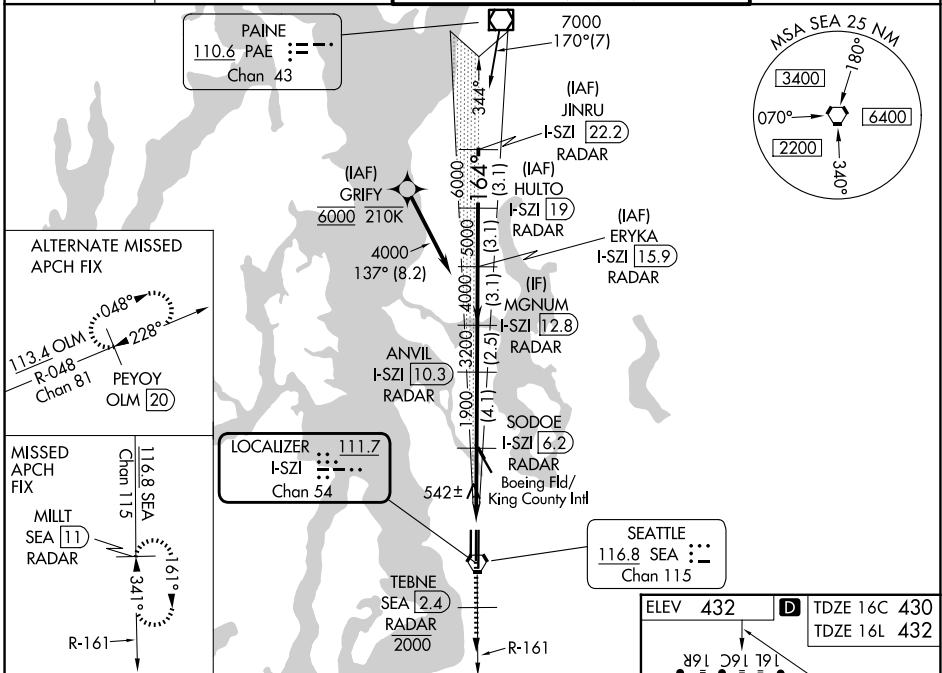 PAINE
110.6 PAE
Chan 43
7000
170°(7)
344°
MSA SEA 25 NM
180°
3400
070°
6400
2200
340°
(IAF)
JINRU
I-SZI 22.2
RADAR
6000
164°
(3.1)
(IAF)
HULTO
I-SZI 19
RADAR
(IAF)
GRIFY
6000 210K
4000
137° (8.2)
5000
(3.1)
(IAF)
ERYKA
I-SZI 15.9
RADAR
4000
(3.1)
(IF)
MGNUM
I-SZI 12.8
RADAR
3200
(2.5)
ANVIL
I-SZI 10.3
RADAR
1900
(4.1)
SODOE
I-SZI 6.2
RADAR
Boeing Fld/
King County Intl
542±
ALTERNATE MISSED
APCH FIX
048°
228°
113.4 OLM
R-048
Chan 81
PEYOY
OLM 20
MISSED
APCH
FIX
116.8 SEA
Chan 115
MILLT
SEA 11
RADAR
161°
341°
R-161
LOCALIZER 111.7
I-SZI
Chan 54
SEATTLE
116.8 SEA
Chan 115
TEBNE
SEA 2.4
RADAR
2000
R-161
ELEV 432
D
TDZE 16C 430
TDZE 16L 432
16R 16C 16L